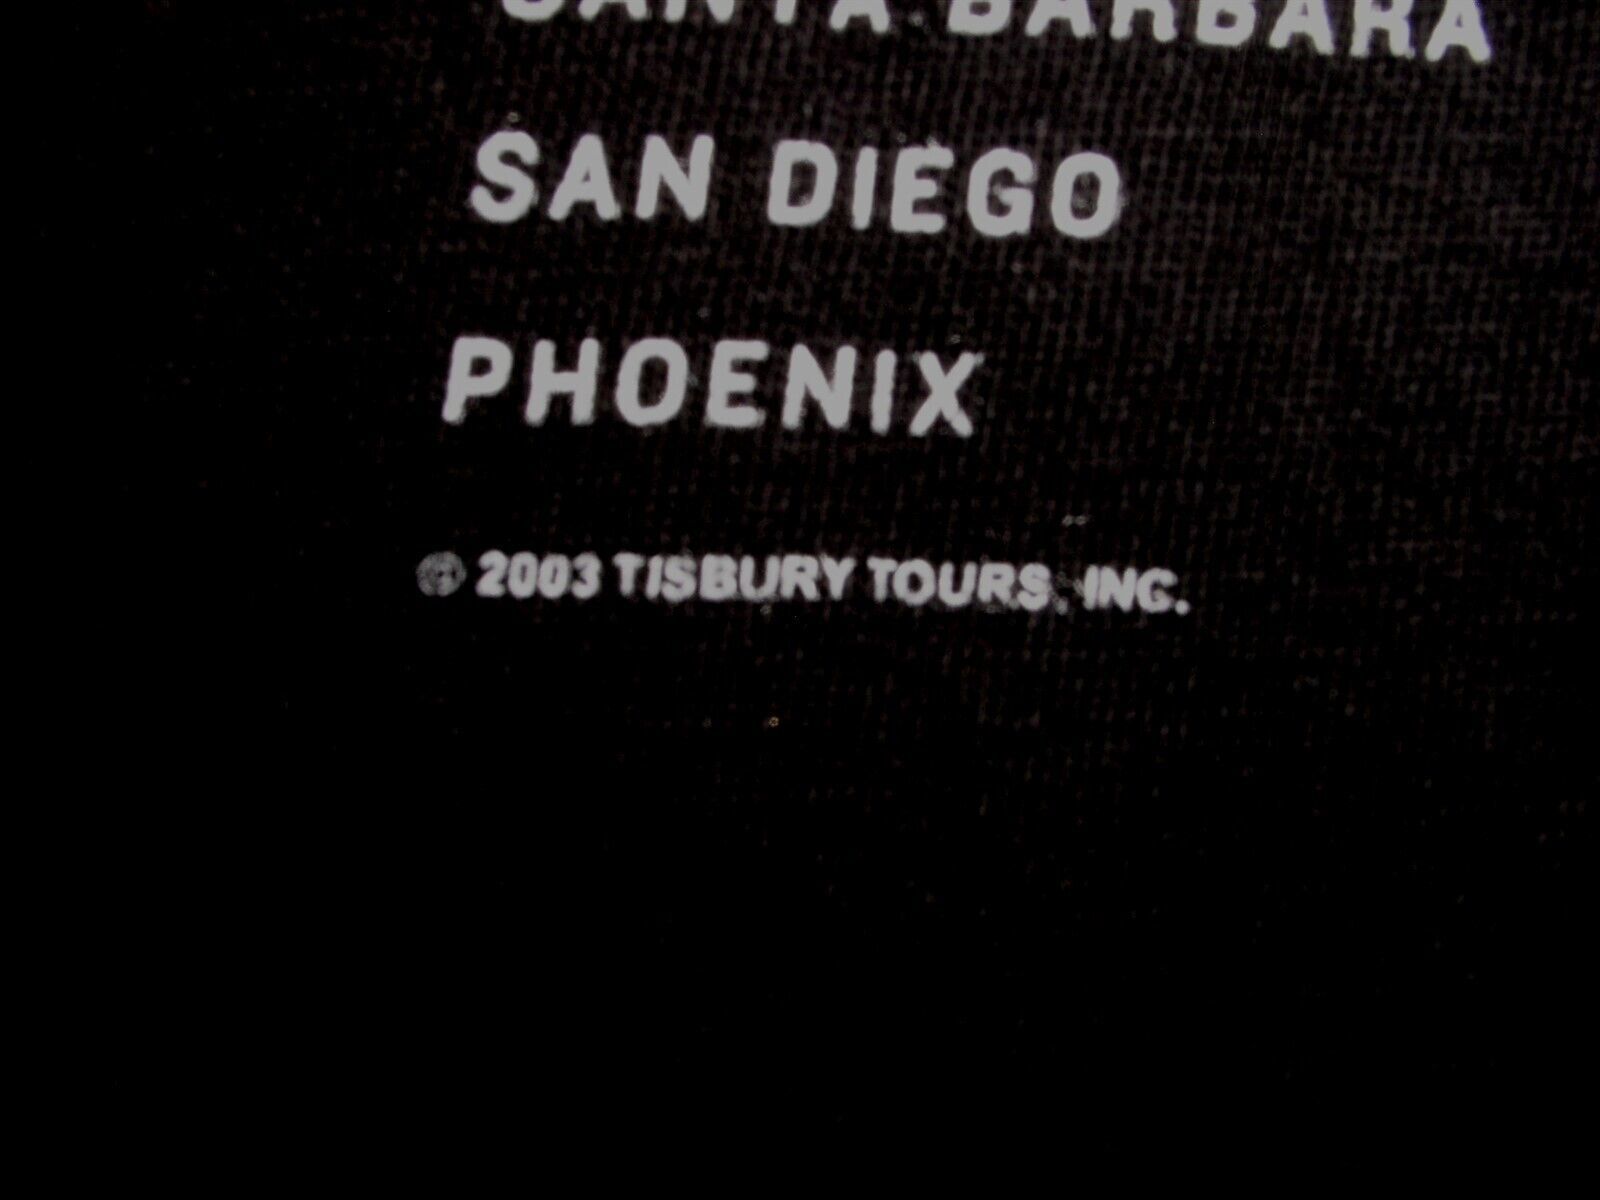 SANTA BARBARA
SAN DIEGO
PHOENIX
© 2003 TISBURY TOURS, INC.